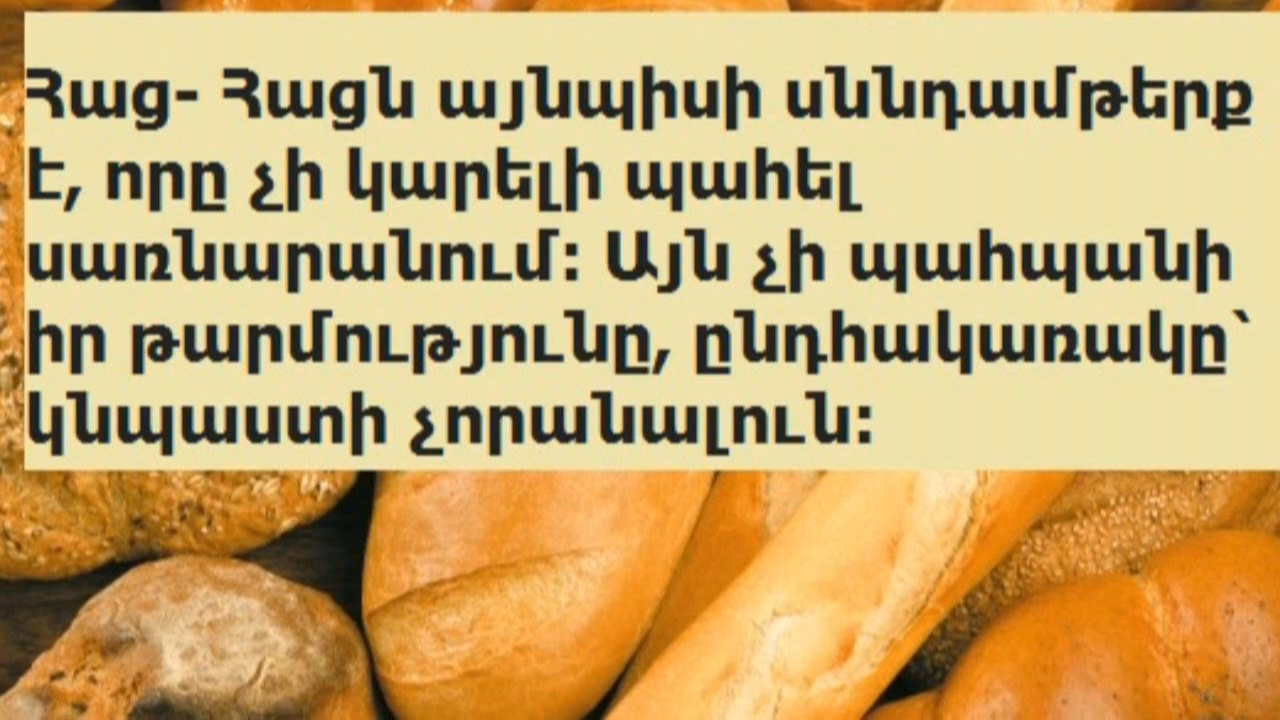 Հաց- Հացն այնպիսի սննդամթերք
է, որը չի կարելի պահել
սառնարանում: Այն չի պահպանի
իր թարմությունը, ընդհակառակը՝
կնպաստի չորանալուն: